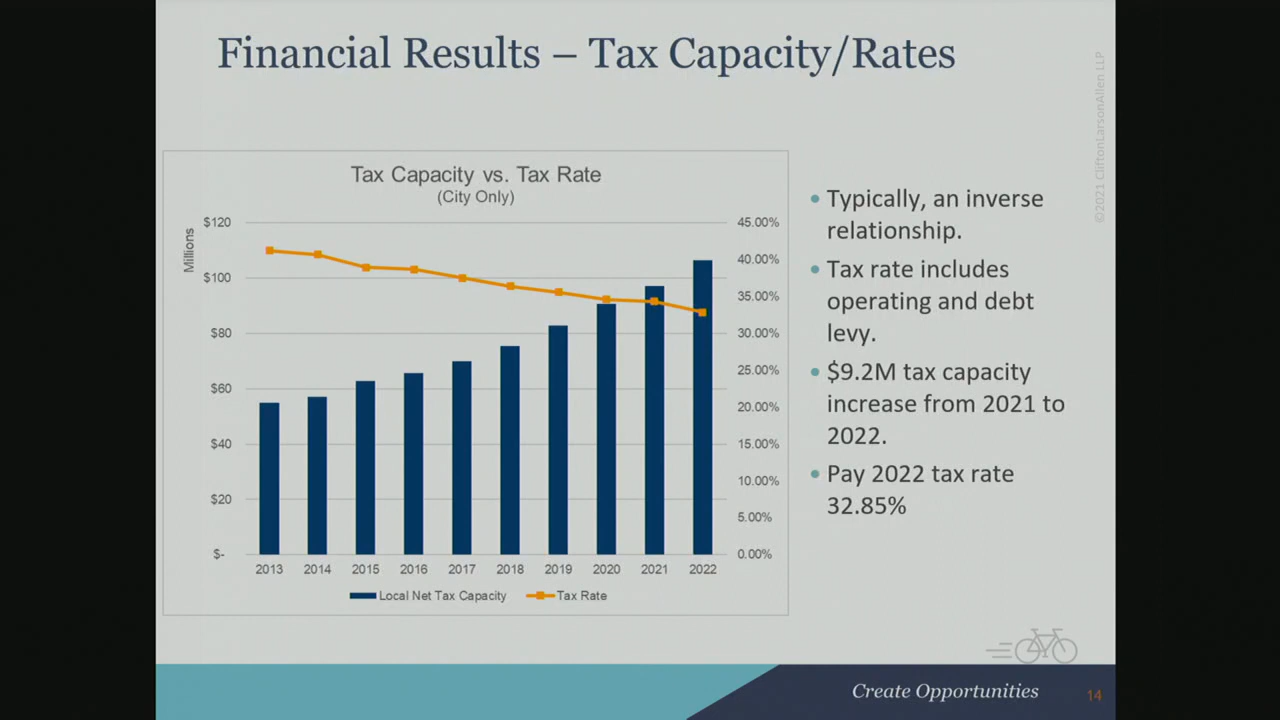 Financial Results – Tax Capacity/Rates
©2021 CliftonLarsonAllen LLP
Tax Capacity vs. Tax Rate
(City Only)
Millions
$120
$100
$80
$60
$40
$20
$-
45.00%
40.00%
35.00%
30.00%
25.00%
20.00%
15.00%
10.00%
5.00%
0.00%
2013 2014 2015 2016 2017 2018 2019 2020 2021 2022
Local Net Tax Capacity Tax Rate
• Typically, an inverse
relationship.
• Tax rate includes
operating and debt
levy.
• $9.2M tax capacity
increase from 2021 to
2022.
• Pay 2022 tax rate
32.85%
Create Opportunities
14